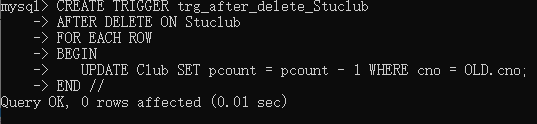 mysql> CREATE TRIGGER trg_after_delete_Stuclub
    -> AFTER DELETE ON Stuclub
    -> FOR EACH ROW
    -> BEGIN
    ->     UPDATE Club SET pcount = pcount - 1 WHERE cno = OLD.cno;
    -> END //
Query OK, 0 rows affected (0.01 sec)